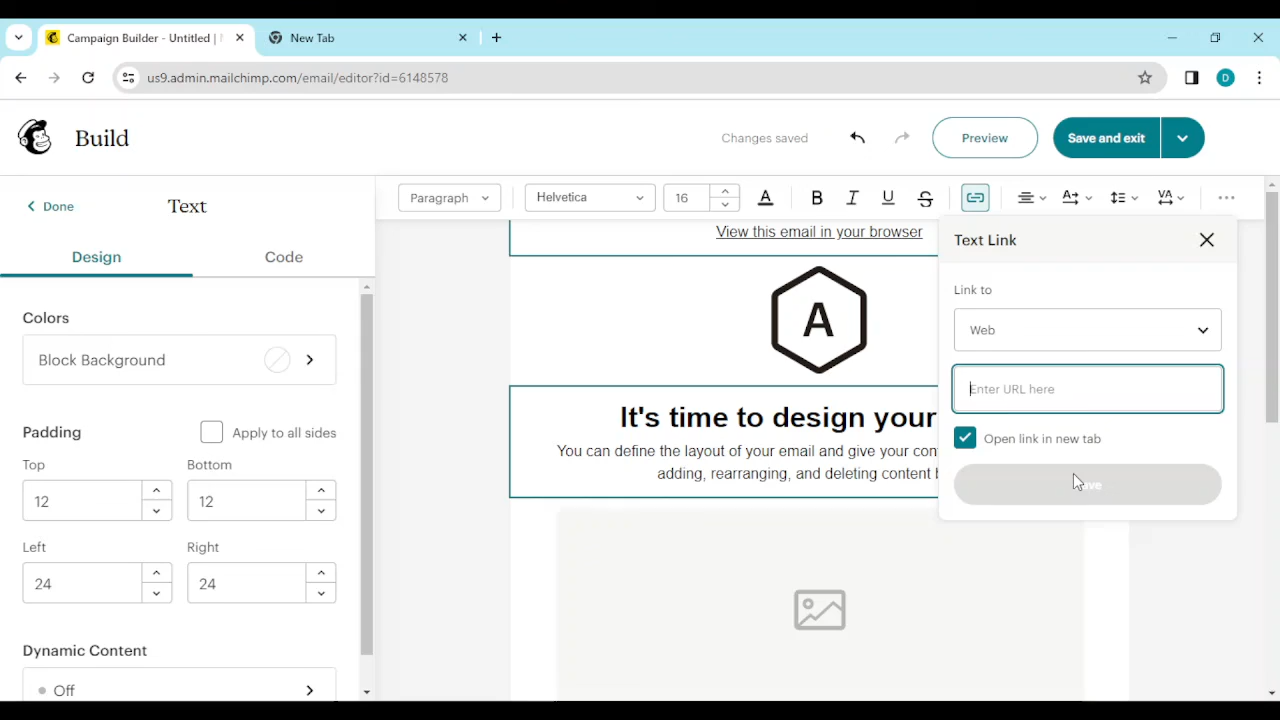 Campaign Builder - Untitled |
New Tab
us9.admin.mailchimp.com/email/editor?id=6148578
D
Build
Changes saved
Preview
Save and exit
Done
Text
Paragraph
Helvetica
16
A
B
I
U
S
A
VA
Design
Code
View this email in your browser
Text Link
Link to
Web
Enter URL here
Open link in new tab
A
It's time to design your
You can define the layout of your email and give your
adding, rearranging, and deleting content
Colors
Block Background
Padding
Apply to all sides
Top
Bottom
12
12
Left
Right
24
24
Dynamic Content
Off